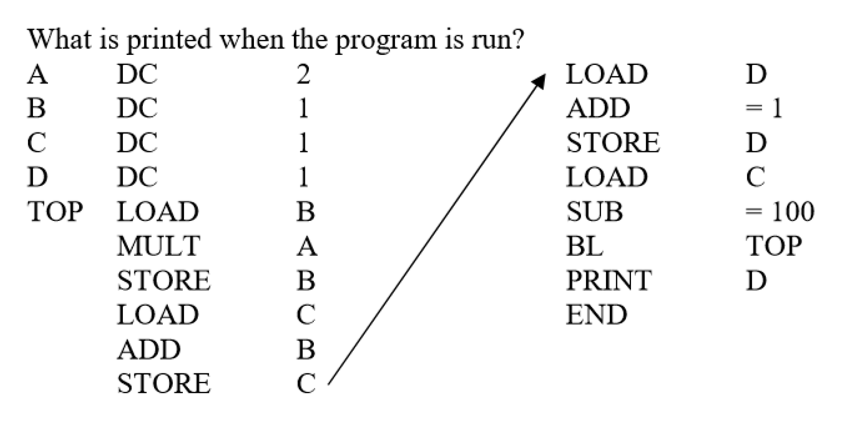 What is printed when the program is run?
A DC 2
B DC 1
C DC 1
D DC 1
TOP LOAD B
MULT A
STORE B
LOAD C
ADD B
STORE C
LOAD D
ADD = 1
STORE D
LOAD C
SUB = 100
BL TOP
PRINT D
END